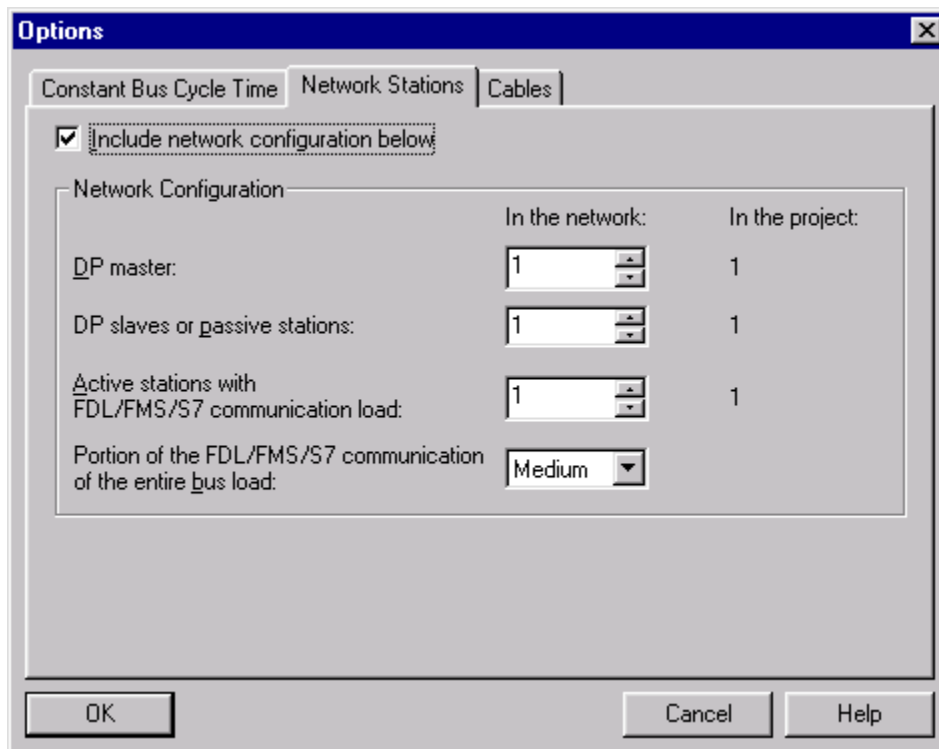 Options
Constant Bus Cycle Time Network Stations Cables
Include network configuration below
Network Configuration
In the network: In the project:
DP master: 1 1
DP slaves or passive stations: 1 1
Active stations with
FDL/FMS/S7 communication load: 1 1
Portion of the FDL/FMS/S7 communication
of the entire bus load: Medium
OK Cancel Help